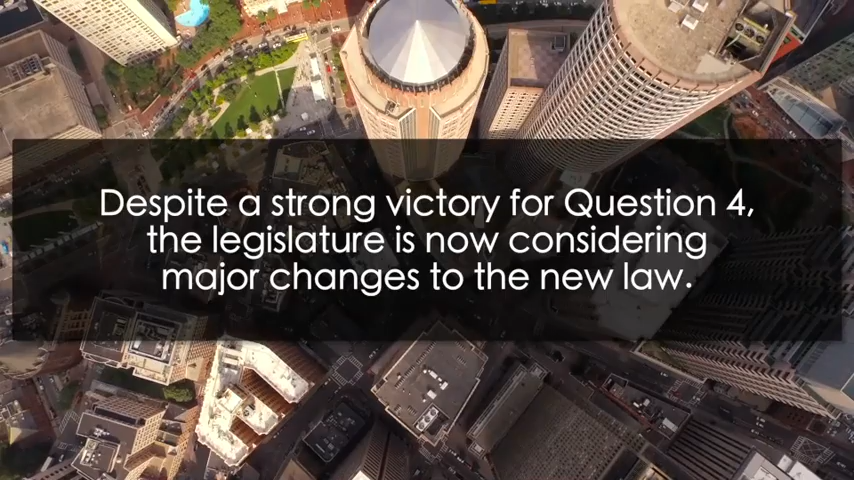 Despite a strong victory for Question 4,
the legislature is now considering
major changes to the new law.